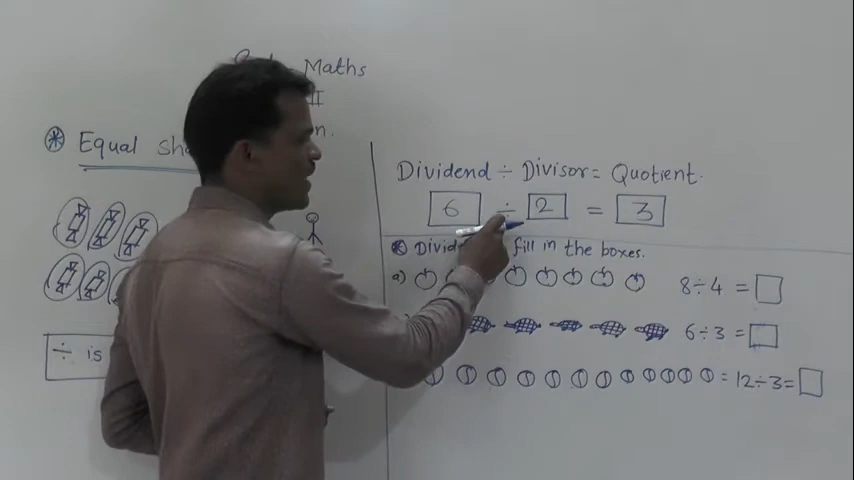 Maths
II
Equal
÷ is
Dividend ÷ Divisor = Quotient.
6 ÷ 2 = 3
fill in the boxes.
a) 8÷4 =
6÷3 =
= 12÷3=